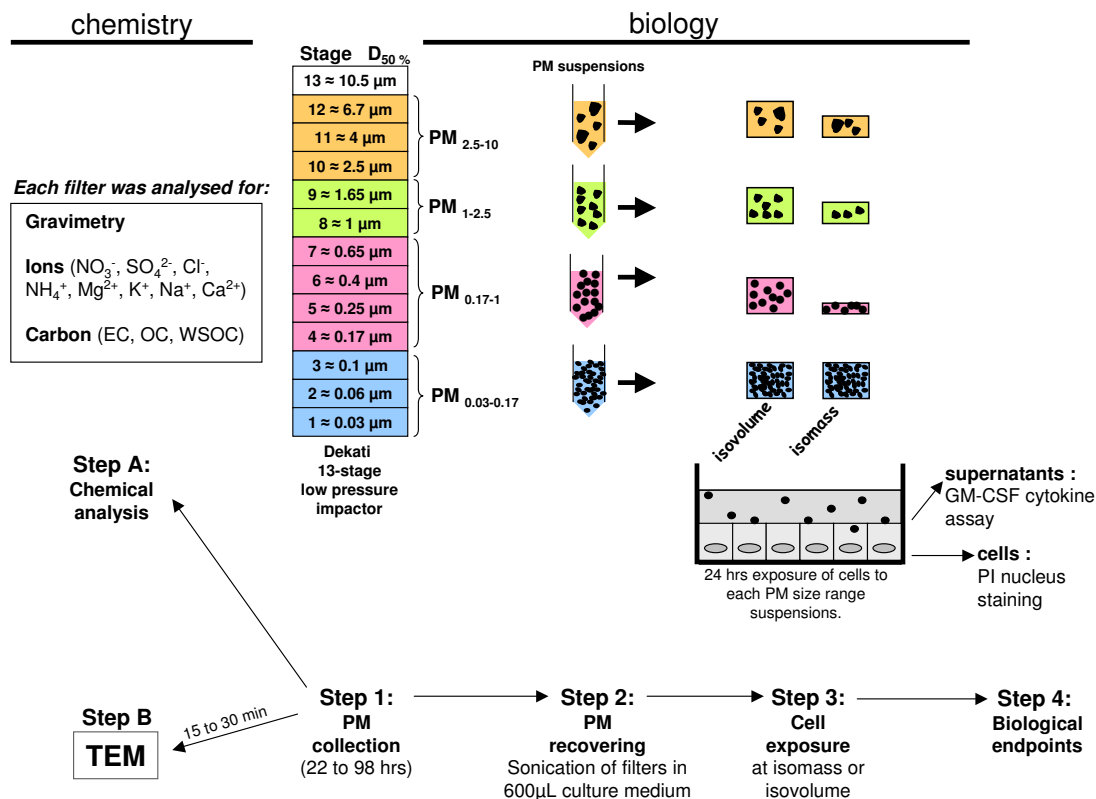 chemistry
biology
Stage D50 %
13 ≈ 10.5 µm
12 ≈ 6.7 µm
11 ≈ 4 µm
10 ≈ 2.5 µm
9 ≈ 1.65 µm
8 ≈ 1 µm
7 ≈ 0.65 µm
6 ≈ 0.4 µm
5 ≈ 0.25 µm
4 ≈ 0.17 µm
3 ≈ 0.1 µm
2 ≈ 0.06 µm
1 ≈ 0.03 µm
Dekati
13-stage
low pressure
impactor
PM 2.5-10
PM 1-2.5
PM 0.17-1
PM 0.03-0.17
PM suspensions
isovolume
isomass
Each filter was analysed for:
Gravimetry
Ions (NO3-, SO42-, Cl-,
NH4+, Mg2+, K+, Na+, Ca2+)
Carbon (EC, OC, WSOC)
supernatants :
GM-CSF cytokine
assay
cells :
PI nucleus
staining
24 hrs exposure of cells to
each PM size range
suspensions.
Step A:
Chemical
analysis
Step B
TEM
15 to 30 min
Step 1:
PM
collection
(22 to 98 hrs)
Step 2:
PM
recovering
Sonication of filters in
600µL culture medium
Step 3:
Cell
exposure
at isomass or
isovolume
Step 4:
Biological
endpoints